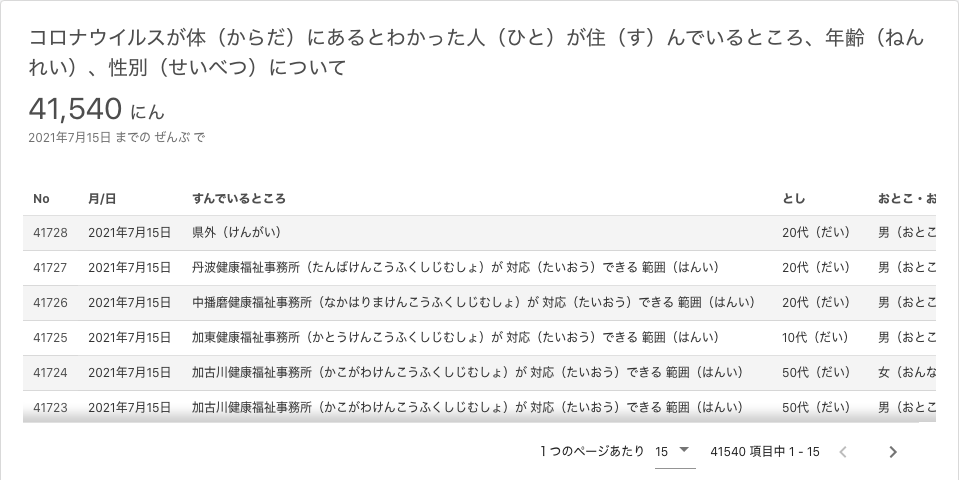 コロナウイルスが体（からだ）にあるとわかった人（ひと）が住（す）んでいるところ、年齢（ねん
れい）、性別（せいべつ）について
41,540 にん
2021年7月15日 までの ぜんぶ で
No 月/日 すんでいるところ とし おとこ・お
41728 2021年7月15日 県外（けんがい） 20代（だい） 男（おとこ
41727 2021年7月15日 丹波健康福祉事務所（たんばけんこうふくしじむしょ）が 対応（たいおう）できる 範囲（はんい） 20代（だい） 男（おとこ
41726 2021年7月15日 中播磨健康福祉事務所（なかはりまけんこうふくしじむしょ）が 対応（たいおう）できる 範囲（はんい） 20代（だい） 男（おとこ
41725 2021年7月15日 加東健康福祉事務所（かとうけんこうふくしじむしょ）が 対応（たいおう）できる 範囲（はんい） 10代（だい） 男（おとこ
41724 2021年7月15日 加古川健康福祉事務所（かこがわけんこうふくしじむしょ）が 対応（たいおう）できる 範囲（はんい） 50代（だい） 女（おんな
41723 2021年7月15日 加古川健康福祉事務所（かこがわけんこうふくしじむしょ）が 対応（たいおう）できる 範囲（はんい） 50代（だい） 男（おとこ
1 つのページあたり 15 41540 項目中 1 - 15